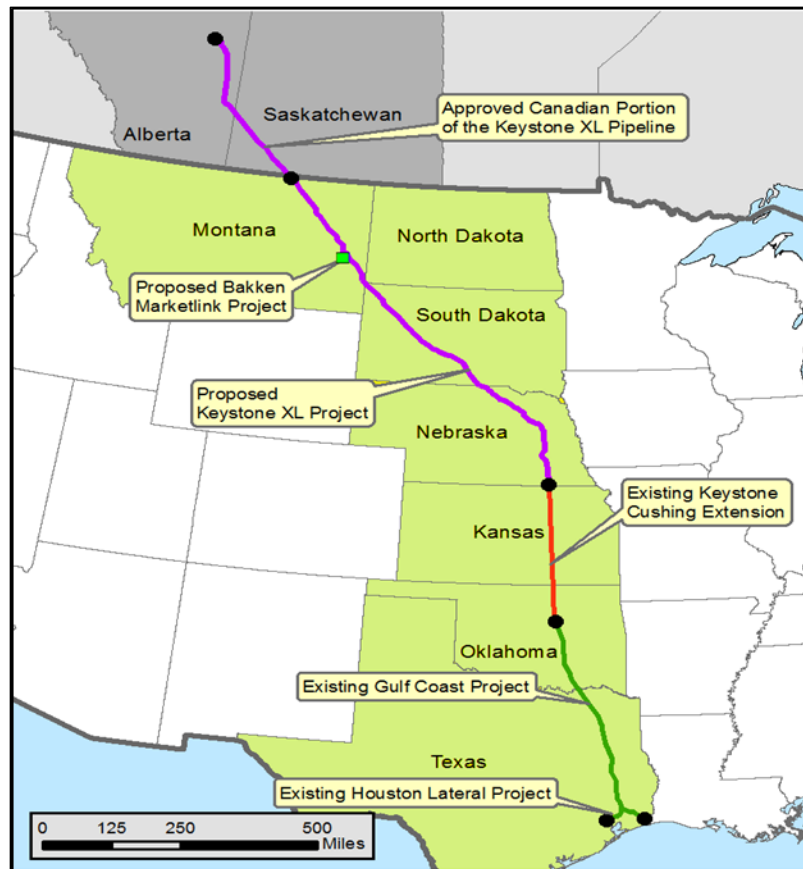 Saskatchewan
Approved Canadian Portion
of the Keystone XL Pipeline
Alberta
Montana
North Dakota
Proposed Bakken
Marketlink Project
South Dakota
Proposed
Keystone XL Project
Nebraska
Existing Keystone
Cushing Extension
Kansas
Oklahoma
Existing Gulf Coast Project
Texas
Existing Houston Lateral Project
0 125 250 500
Miles